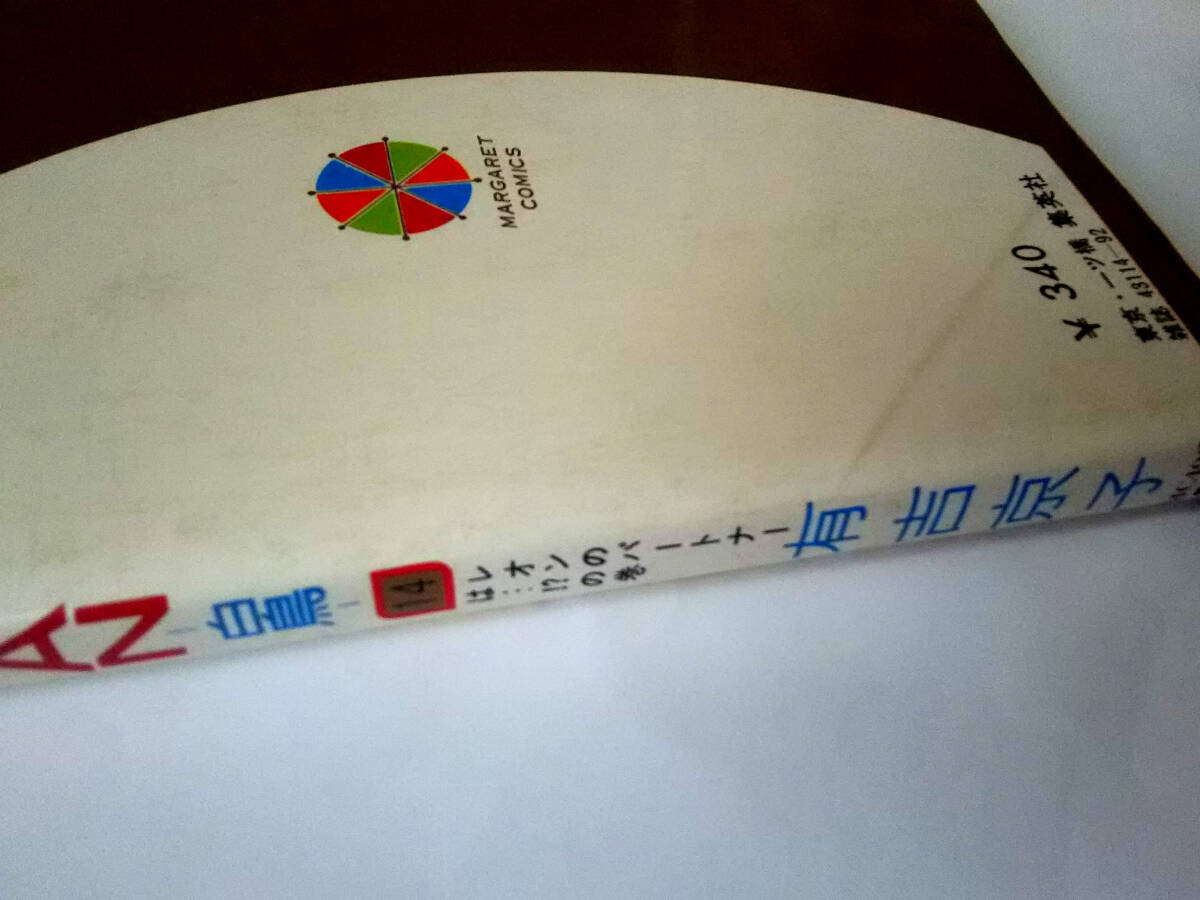 MARGARET
COMICS
¥340
東京・一ツ橋 集英社
雑誌 43114—92
AN
白鳥
14
レオンのパートナー
は…!?の巻
有吉京子